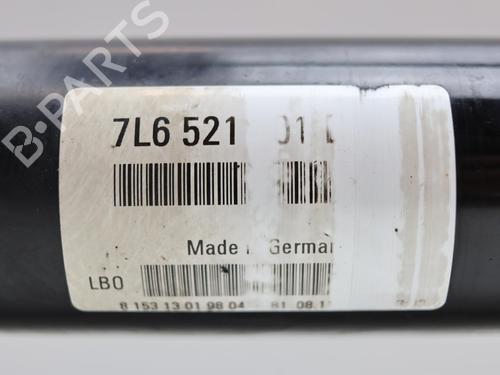 B-PARTS
7L6 521 01
Made Germa
LBO
8 153 13 01 98 04 81 08.1